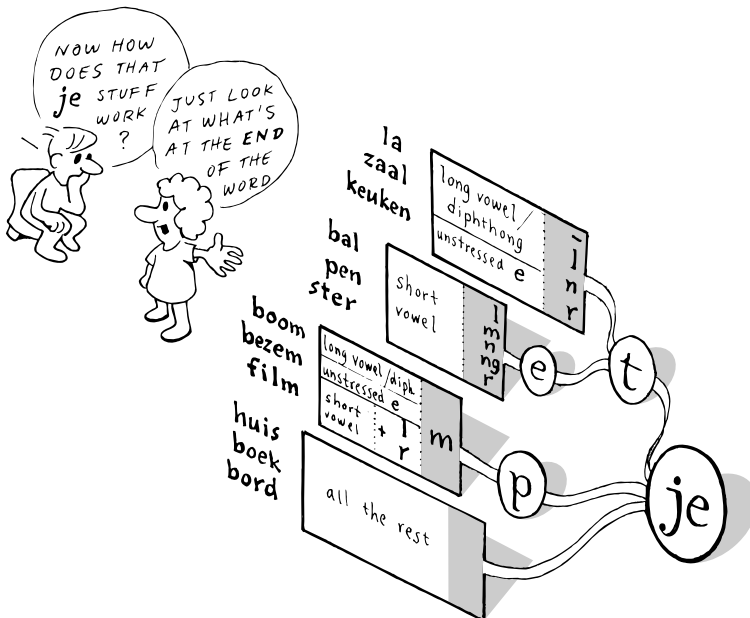 NOW HOW
DOES THAT
je STUFF
WORK
?
JUST LOOK
AT WHAT'S
AT THE END
OF THE
WORD
la
zaal
keuken
long vowel/
diphthong
unstressed e
-
l
n
r
bal
pen
ster
short
vowel
l
m
n
ng
r
e
t
boom
bezem
film
long vowel/diph
unstressed e
short
vowel
+
l
r
m
p
je
huis
boek
bord
all the rest